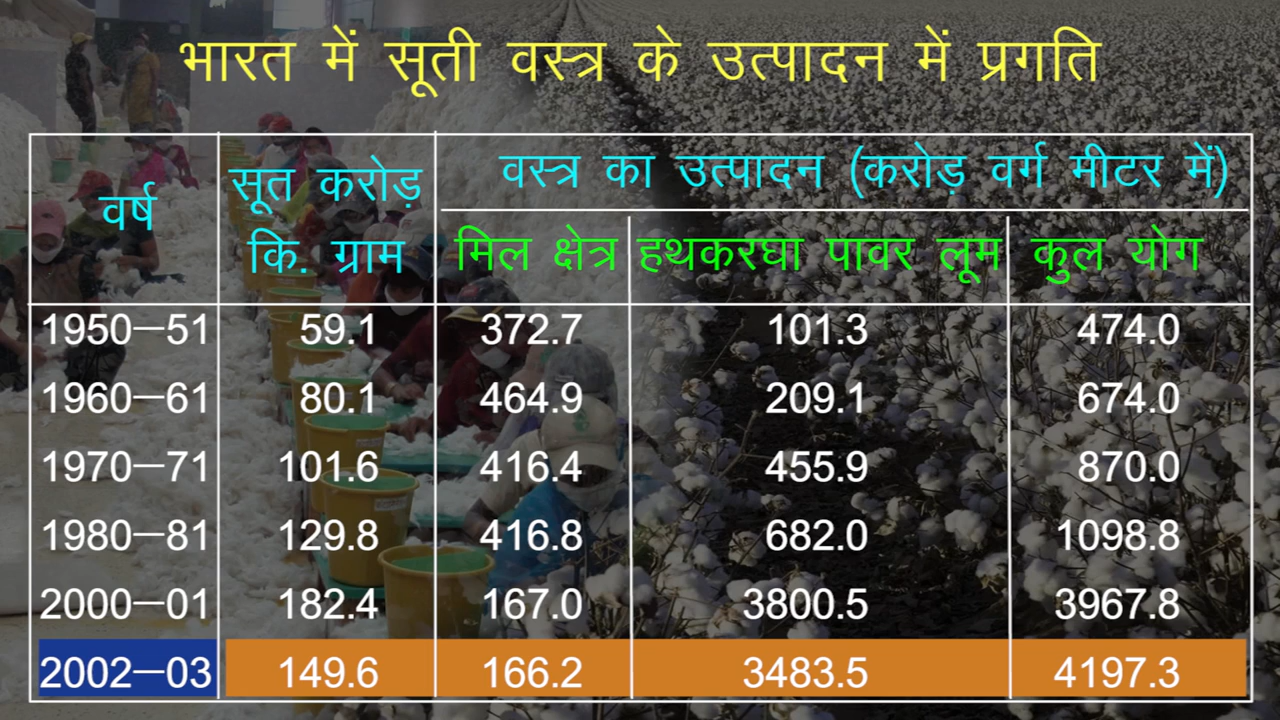 भारत में सूती वस्त्र के उत्पादन में प्रगति
वर्ष सूत करोड़ कि. ग्राम वस्त्र का उत्पादन (करोड़ वर्ग मीटर में)
मिल क्षेत्र हथकरघा पावर लूम कुल योग
1950–51 59.1 372.7 101.3 474.0
1960–61 80.1 464.9 209.1 674.0
1970–71 101.6 416.4 455.9 870.0
1980–81 129.8 416.8 682.0 1098.8
2000–01 182.4 167.0 3800.5 3967.8
2002–03 149.6 166.2 3483.5 4197.3